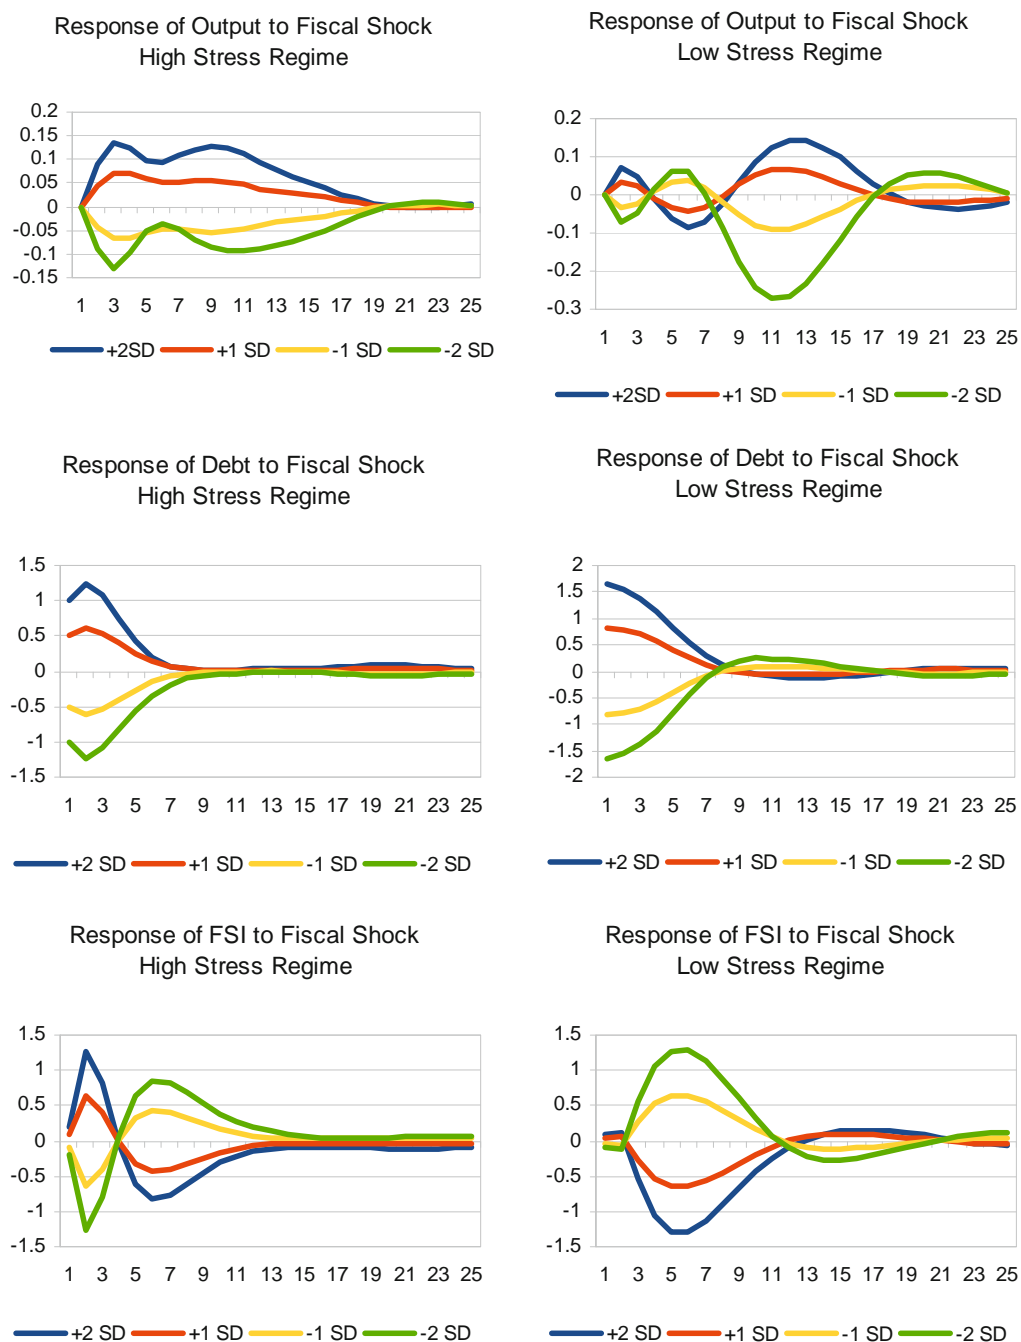 Response of Output to Fiscal Shock
High Stress Regime
0.2
0.15
0.1
0.05
0
-0.05
-0.1
-0.15
1 3 5 7 9 11 13 15 17 19 21 23 25
+2SD +1 SD -1 SD -2 SD
Response of Output to Fiscal Shock
Low Stress Regime
0.2
0.1
0
-0.1
-0.2
-0.3
1 3 5 7 9 11 13 15 17 19 21 23 25
+2SD +1 SD -1 SD -2 SD
Response of Debt to Fiscal Shock
High Stress Regime
1.5
1
0.5
0
-0.5
-1
-1.5
1 3 5 7 9 11 13 15 17 19 21 23 25
+2 SD +1 SD -1 SD -2 SD
Response of Debt to Fiscal Shock
Low Stress Regime
2
1.5
1
0.5
0
-0.5
-1
-1.5
-2
1 3 5 7 9 11 13 15 17 19 21 23 25
+2 SD +1 SD -1 SD -2 SD
Response of FSI to Fiscal Shock
High Stress Regime
1.5
1
0.5
0
-0.5
-1
-1.5
1 3 5 7 9 11 13 15 17 19 21 23 25
+2 SD +1 SD -1 SD -2 SD
Response of FSI to Fiscal Shock
Low Stress Regime
1.5
1
0.5
0
-0.5
-1
-1.5
1 3 5 7 9 11 13 15 17 19 21 23 25
+2 SD +1 SD -1 SD -2 SD